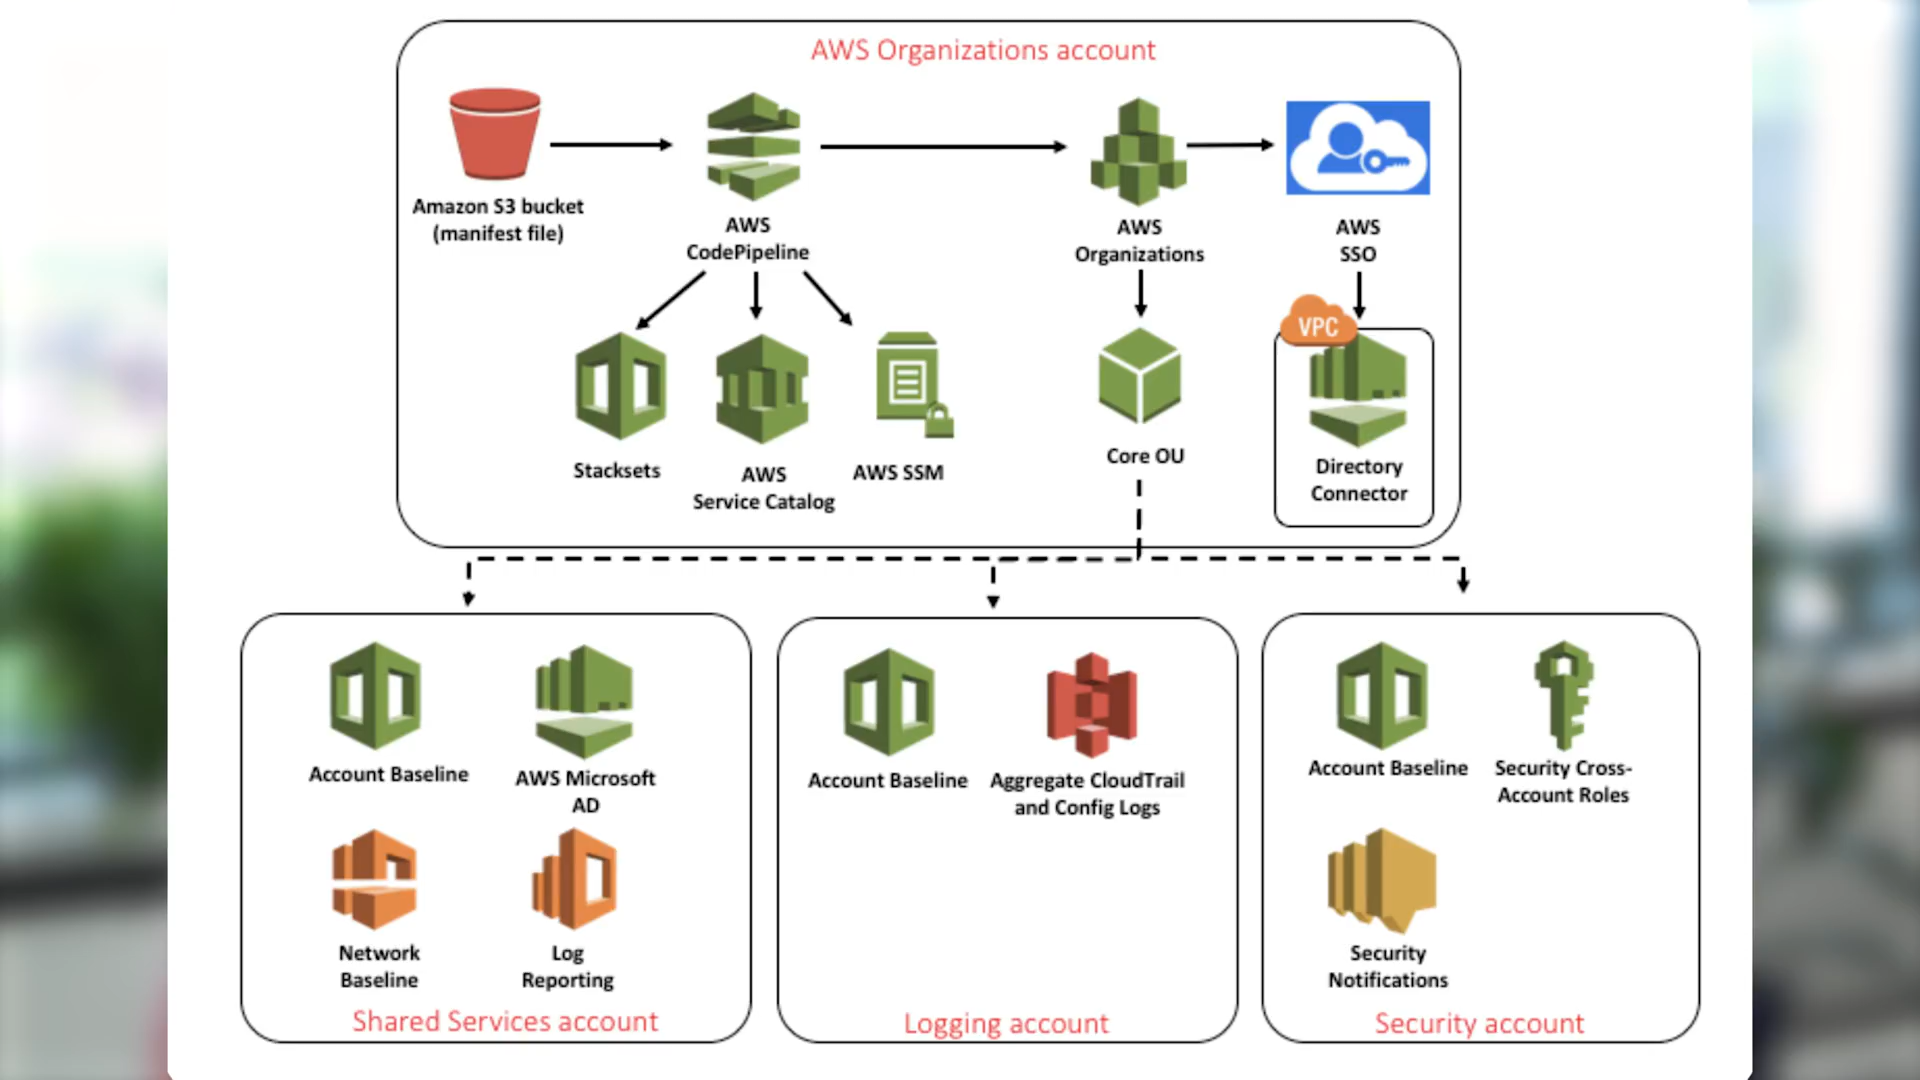 AWS Organizations account
Amazon S3 bucket
(manifest file)
AWS
CodePipeline
AWS
Organizations
AWS
SSO
VPC
Stacksets
AWS
Service Catalog
AWS SSM
Core OU
Directory
Connector
Account Baseline
AWS Microsoft
AD
Network
Baseline
Log
Reporting
Shared Services account
Account Baseline
Aggregate CloudTrail
and Config Logs
Logging account
Account Baseline
Security Cross-
Account Roles
Security
Notifications
Security account